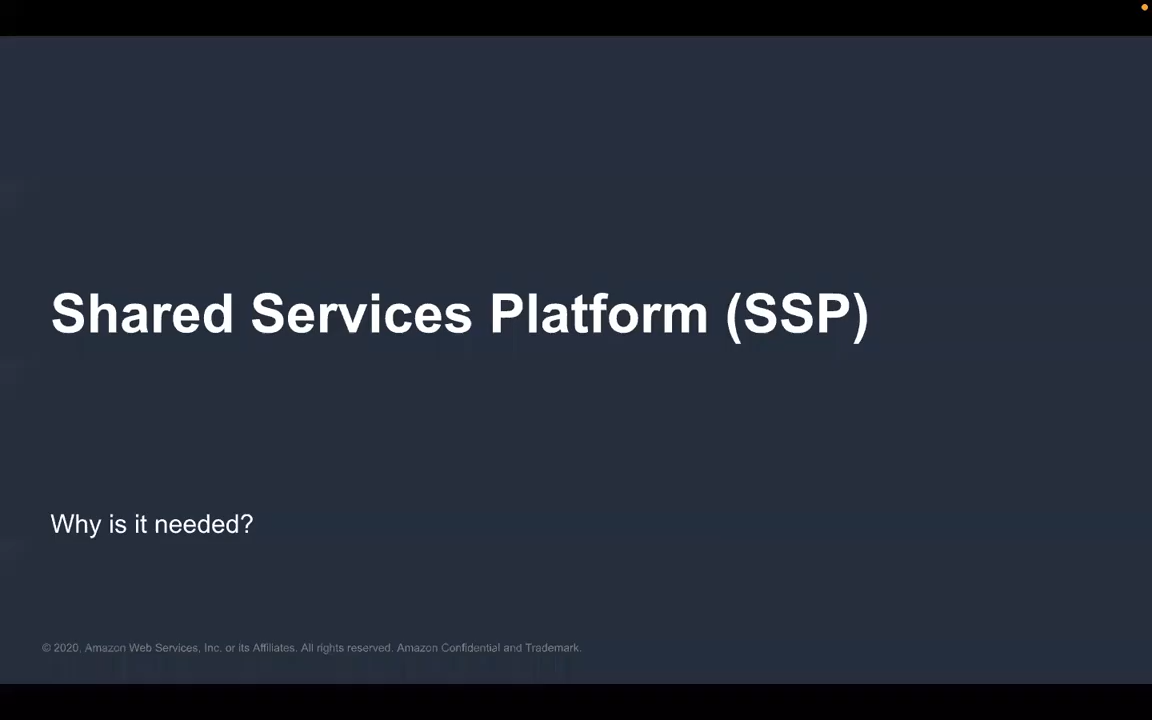 Shared Services Platform (SSP)
Why is it needed?
© 2020, Amazon Web Services, Inc. or its Affiliates. All rights reserved. Amazon Confidential and Trademark.